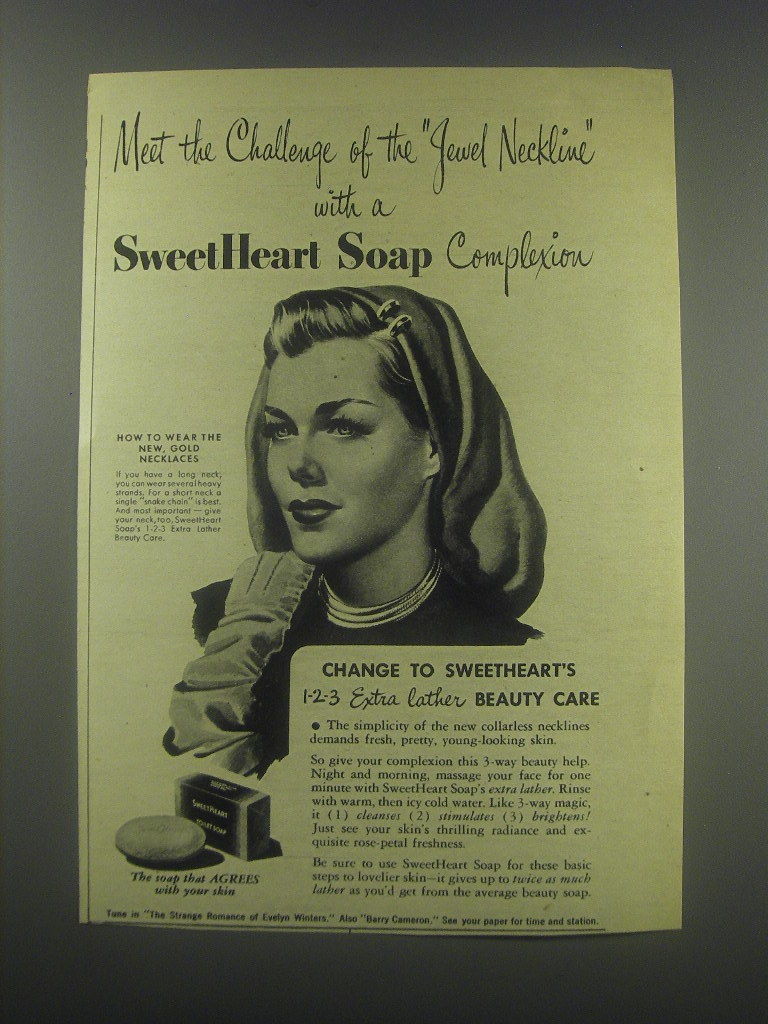 Meet the Challenge of the "Jewel Neckline"
with a
SweetHeart Soap Complexion
HOW TO WEAR THE
NEW, GOLD
NECKLACES
If you have a long neck,
you can wear several heavy
strands. For a short neck a
single "snake chain" is best.
And most important — give
your neck, too, SweetHeart
Soap's 1-2-3 Extra Lather
Beauty Care.
CHANGE TO SWEETHEART'S
1-2-3 Extra lather BEAUTY CARE
• The simplicity of the new collarless necklines
demands fresh, pretty, young-looking skin.
So give your complexion this 3-way beauty help.
Night and morning, massage your face for one
minute with SweetHeart Soap's extra lather. Rinse
with warm, then icy cold water. Like 3-way magic,
it (1) cleanses (2) stimulates (3) brightens!
Just see your skin's thrilling radiance and ex-
quisite rose-petal freshness.
Be sure to use SweetHeart Soap for these basic
steps to lovelier skin—it gives up to twice as much
lather as you'd get from the average beauty soap.
SWEETHEART
TOILET SOAP
The soap that AGREES
with your skin
Tune in "The Strange Romance of Evelyn Winters." Also "Barry Cameron." See your paper for time and station.